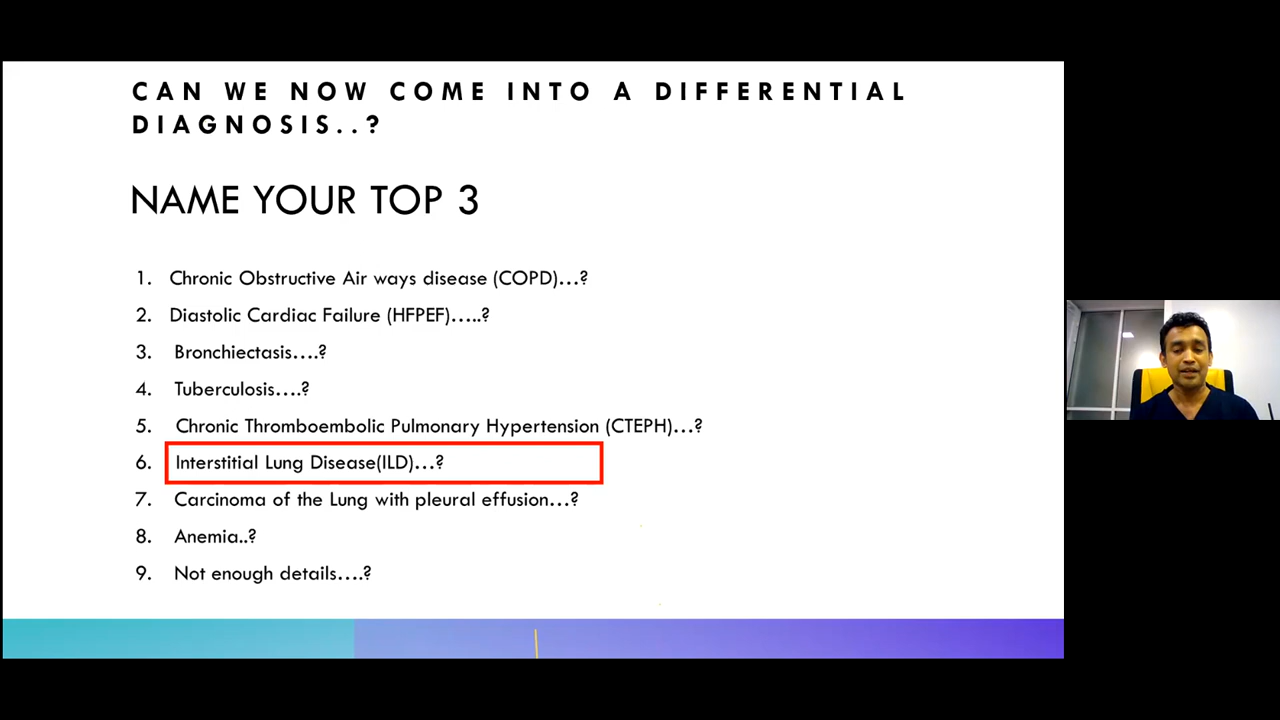 CAN WE NOW COME INTO A DIFFERENTIAL
DIAGNOSIS..?
NAME YOUR TOP 3
1. Chronic Obstructive Air ways disease (COPD)...?
2. Diastolic Cardiac Failure (HFPEF).....?
3. Bronchiectasis....?
4. Tuberculosis....?
5. Chronic Thromboembolic Pulmonary Hypertension (CTEPH)...?
6. Interstitial Lung Disease(ILD)...?
7. Carcinoma of the Lung with pleural effusion...?
8. Anemia..?
9. Not enough details....?